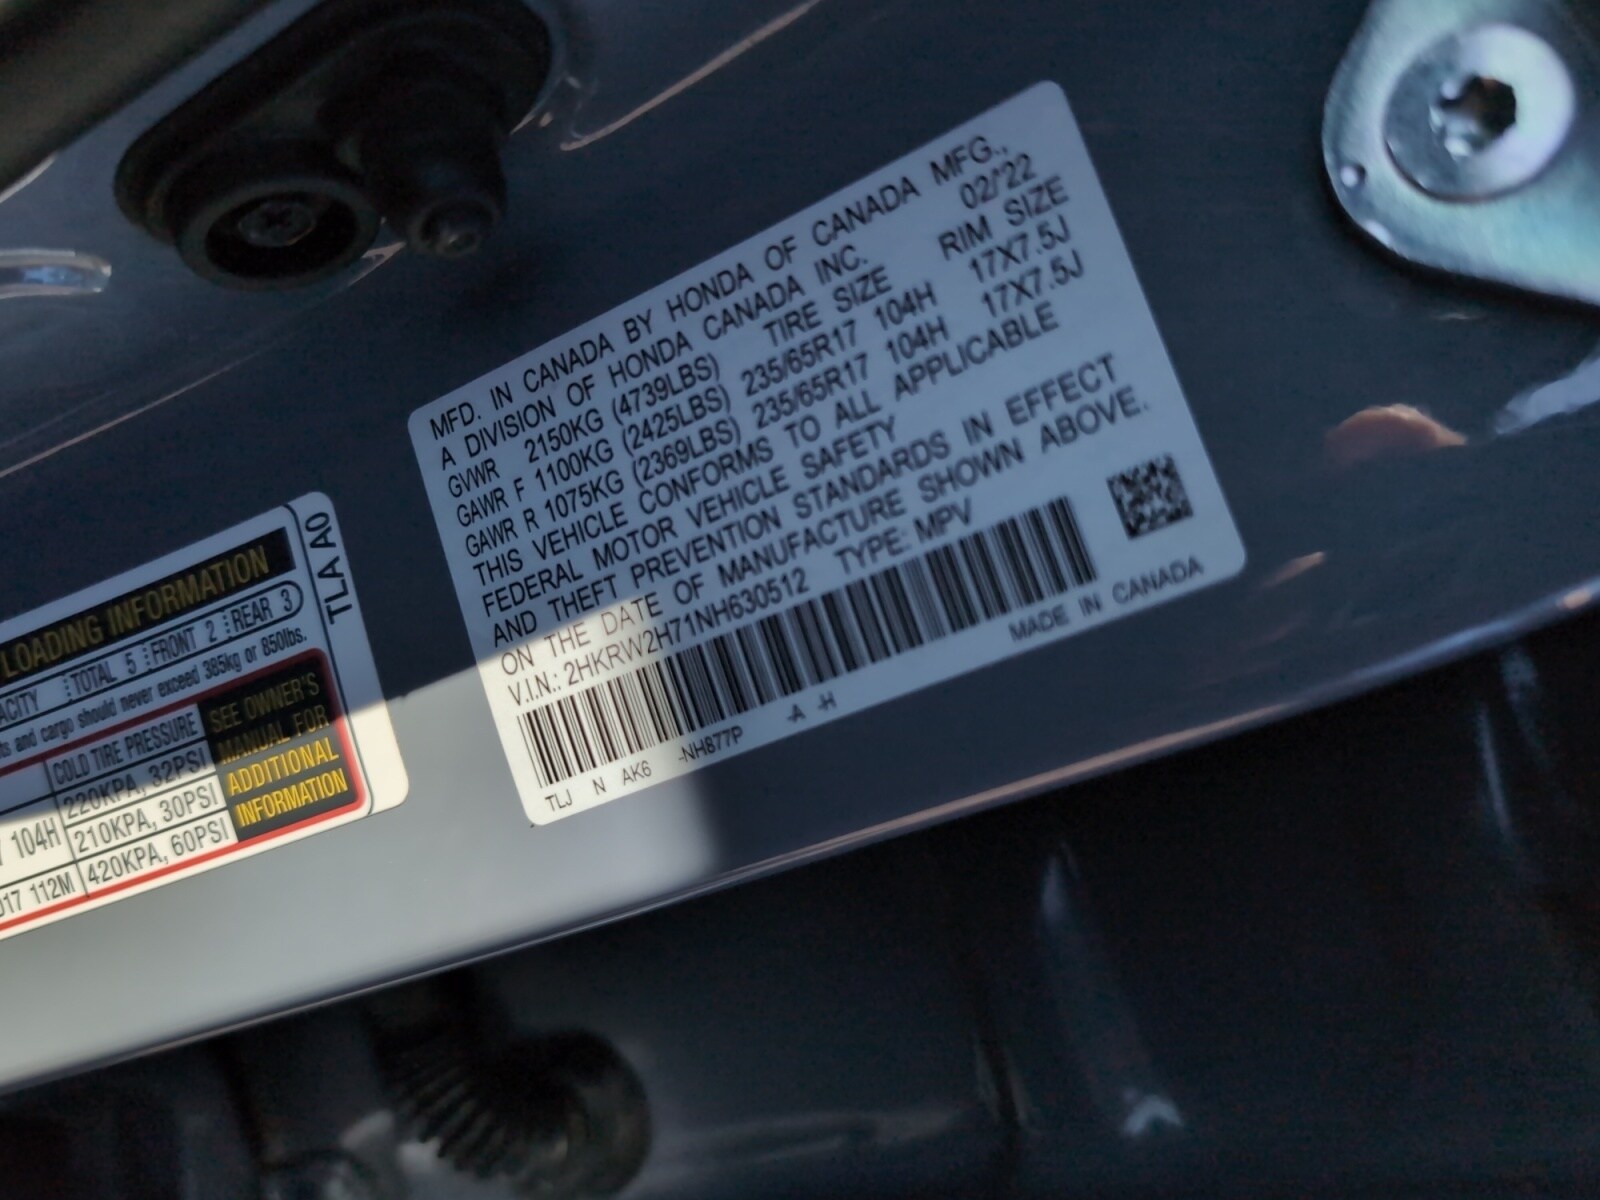 MFD. IN CANADA BY HONDA OF CANADA MFG.,
A DIVISION OF HONDA CANADA INC. 02/'22
GVWR 2150KG (4739LBS) TIRE SIZE RIM SIZE
GAWR F 1100KG (2425LBS) 235/65R17 104H 17X7.5J
GAWR R 1075KG (2369LBS) 235/65R17 104H 17X7.5J
THIS VEHICLE CONFORMS TO ALL APPLICABLE
FEDERAL MOTOR VEHICLE SAFETY
AND THEFT PREVENTION STANDARDS IN EFFECT
ON THE DATE OF MANUFACTURE SHOWN ABOVE.
V.I.N.: 2HKRW2H71NH630512 TYPE: MPV
TLJ N AK6 -NH877P -A -H MADE IN CANADA
LOADING INFORMATION
TLA A0
TOTAL 5 FRONT 2 REAR 3
and cargo should never exceed 385kg or 850lbs.
COLD TIRE PRESSURE
220KPA, 32PSI
104H 210KPA, 30PSI
112M 420KPA, 60PSI
SEE OWNER'S
MANUAL FOR
ADDITIONAL
INFORMATION